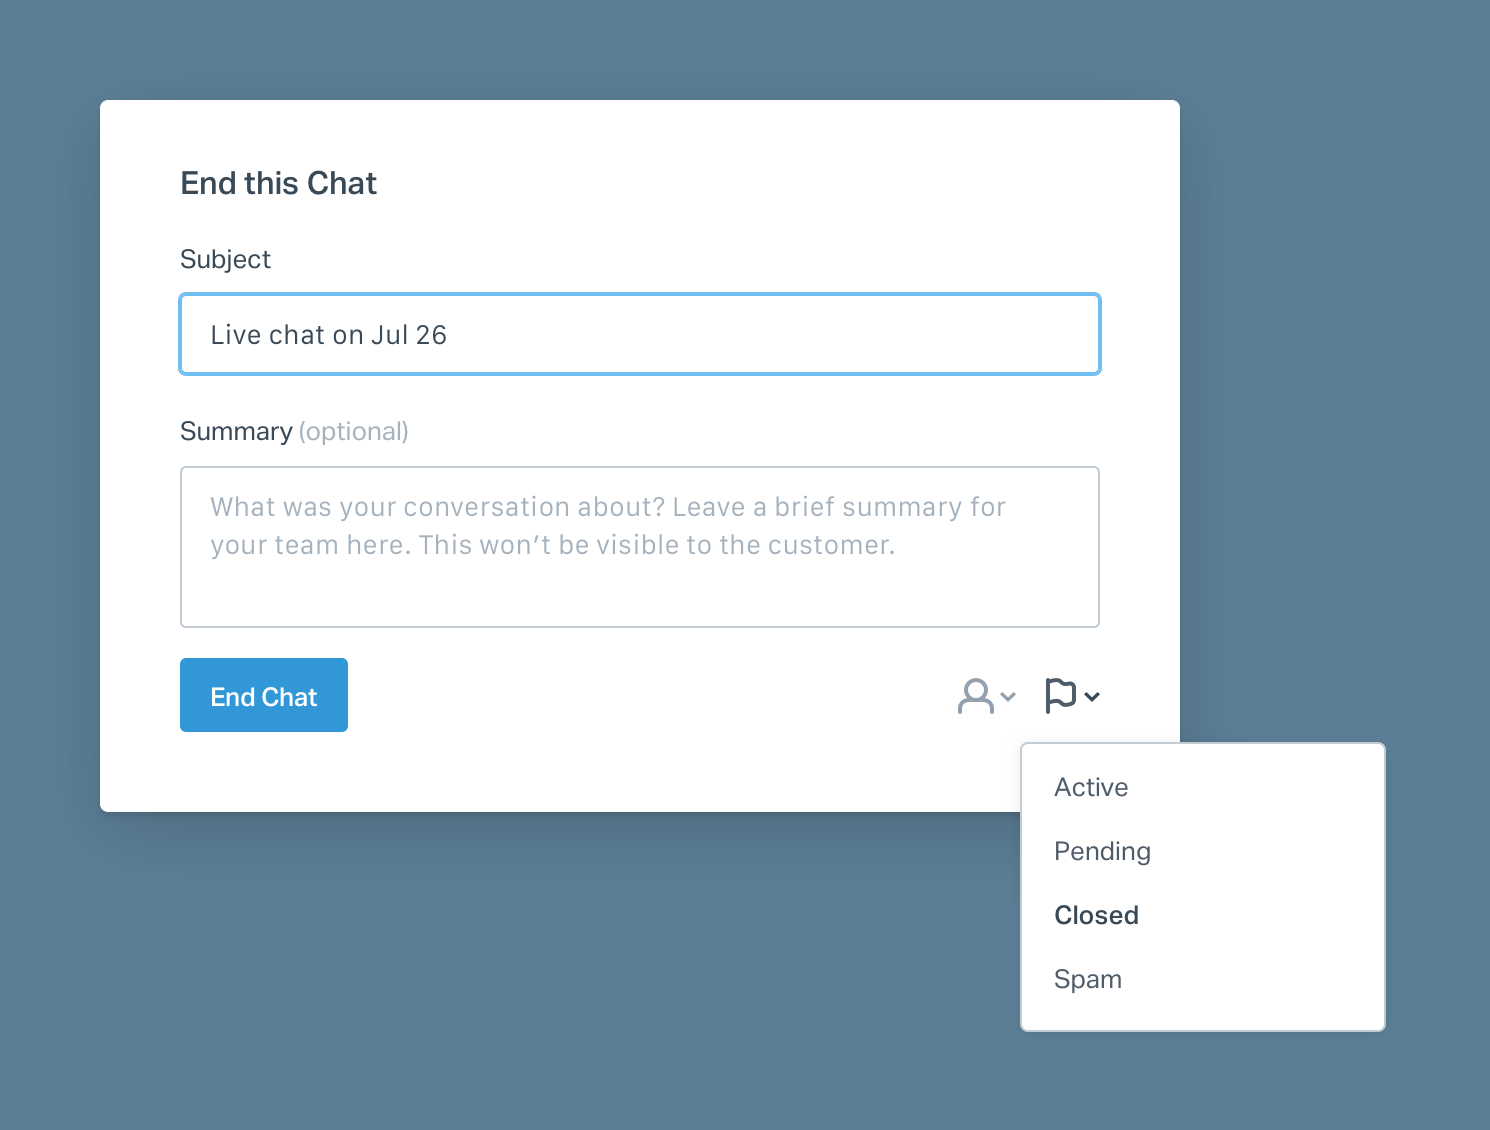 End this Chat
Subject
Live chat on Jul 26
Summary (optional)
What was your conversation about? Leave a brief summary for
your team here. This won’t be visible to the customer.
End Chat
Active
Pending
Closed
Spam